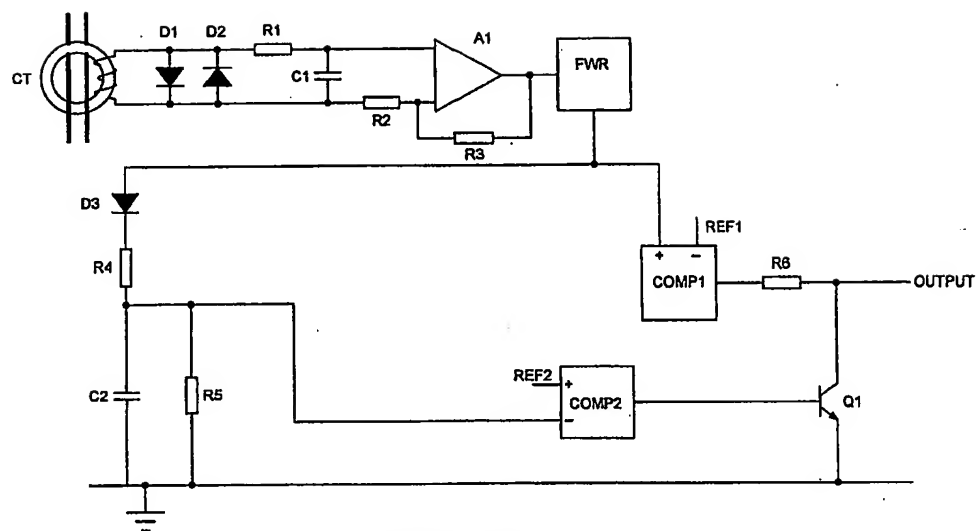 D1
D2
R1
A1
CT
C1
FWR
R2
R3
D3
REF1
+ −
COMP1
R6
OUTPUT
R4
C2
R5
REF2
+
COMP2
−
Q1